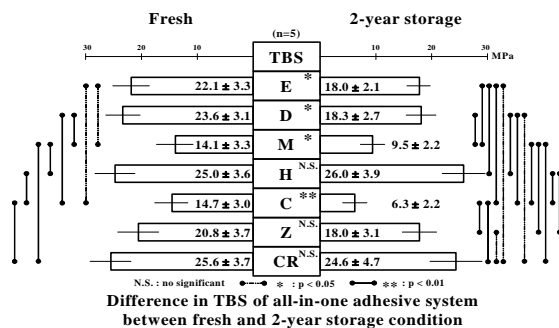 Fresh 2-year storage
(n=5)
30 20 10 TBS 10 20 30 MPa
22.1 ± 3.3 E * 18.0 ± 2.1
23.6 ± 3.1 D * 18.3 ± 2.7
14.1 ± 3.3 M * 9.5 ± 2.2
25.0 ± 3.6 H N.S. 26.0 ± 3.9
14.7 ± 3.0 C ** 6.3 ± 2.2
20.8 ± 3.7 Z N.S. 18.0 ± 3.1
25.6 ± 3.7 CR N.S. 24.6 ± 4.7
N.S. : no significant * : p < 0.05 ** : p < 0.01
Difference in TBS of all-in-one adhesive system
between fresh and 2-year storage condition